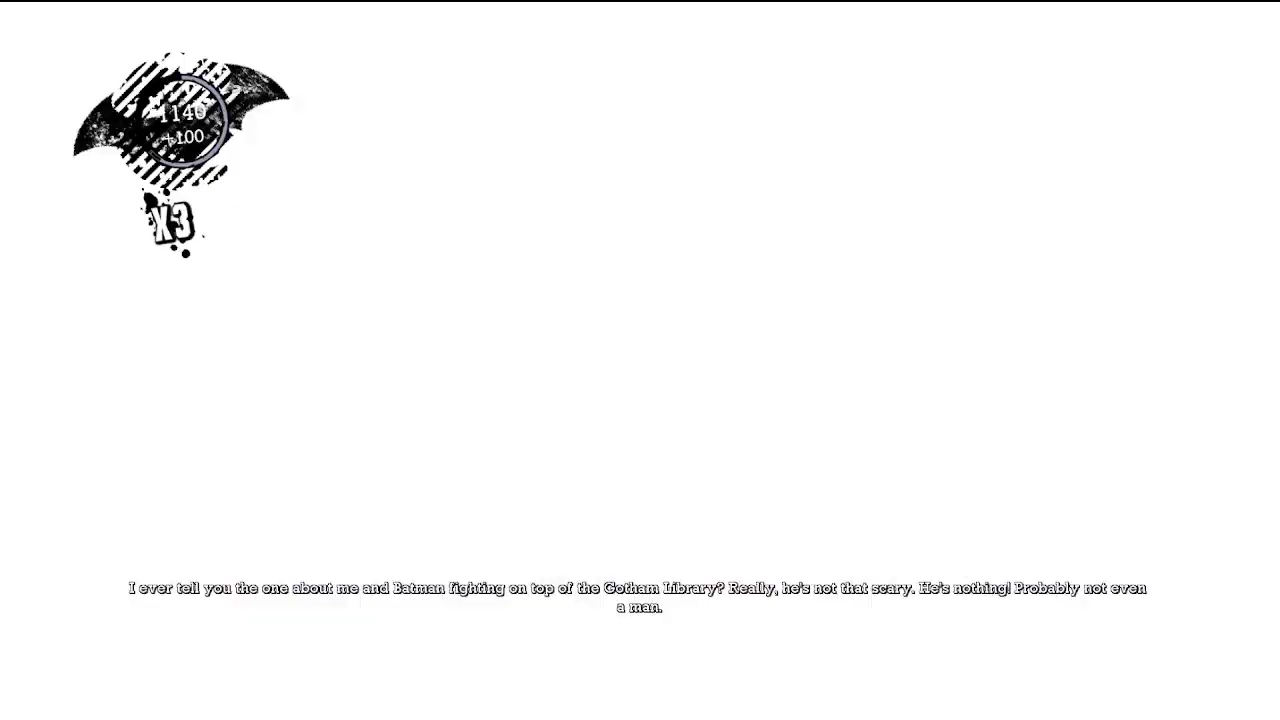 1140
+100
X3
I ever tell you the one about me and Batman fighting on top of the Gotham Library? Really, he's not that scary. He's nothing! Probably not even
a man.